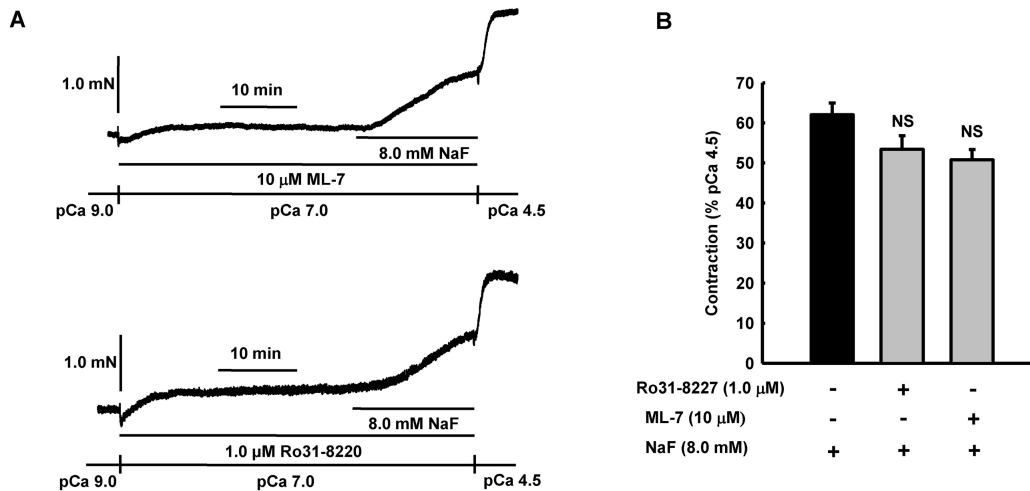 A
1.0 mN
10 min
8.0 mM NaF
10 μM ML-7
pCa 9.0 pCa 7.0 pCa 4.5
1.0 mN
10 min
8.0 mM NaF
1.0 μM Ro31-8220
pCa 9.0 pCa 7.0 pCa 4.5
B
Contraction (% pCa 4.5)
70
60
50
40
30
20
10
0
NS NS
Ro31-8227 (1.0 μM) - + -
ML-7 (10 μM) - - +
NaF (8.0 mM) + + +